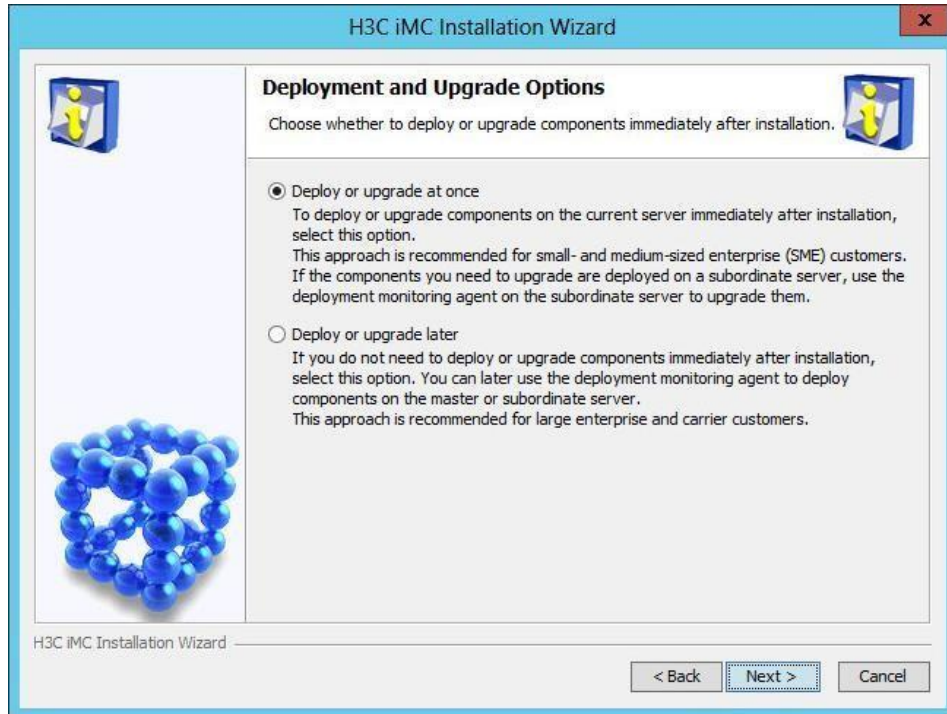 H3C iMC Installation Wizard
x
Deployment and Upgrade Options
Choose whether to deploy or upgrade components immediately after installation.
Deploy or upgrade at once
To deploy or upgrade components on the current server immediately after installation,
select this option.
This approach is recommended for small- and medium-sized enterprise (SME) customers.
If the components you need to upgrade are deployed on a subordinate server, use the
deployment monitoring agent on the subordinate server to upgrade them.
Deploy or upgrade later
If you do not need to deploy or upgrade components immediately after installation,
select this option. You can later use the deployment monitoring agent to deploy
components on the master or subordinate server.
This approach is recommended for large enterprise and carrier customers.
H3C iMC Installation Wizard
< Back Next > Cancel